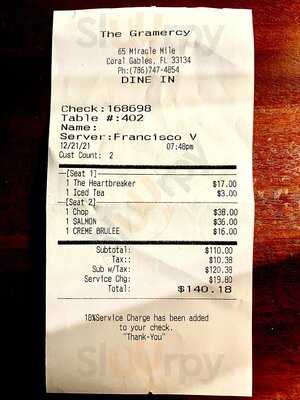 The Gramercy
65 Miracle Mile
Coral Gables, FL 33134
Ph:(786)747-4854
DINE IN
Check:168698
Table #:402
Name:
Server:Francisco V
12/21/21 07:48pm
Cust Count: 2
[Seat 1]
1 The Heartbreaker $17.00
1 Iced Tea $3.00
[Seat 2]
1 Chop $38.00
1 SALMON $36.00
1 CREME BRULEE $16.00
Subtotal: $110.00
Tax:: $10.38
Sub w/Tax: $120.38
Service Chg: $19.80
Total: $140.18
18%Service Charge has been added
to your check.
"Thank-You"
Sluurpy
Sluurpy
Sluurpy